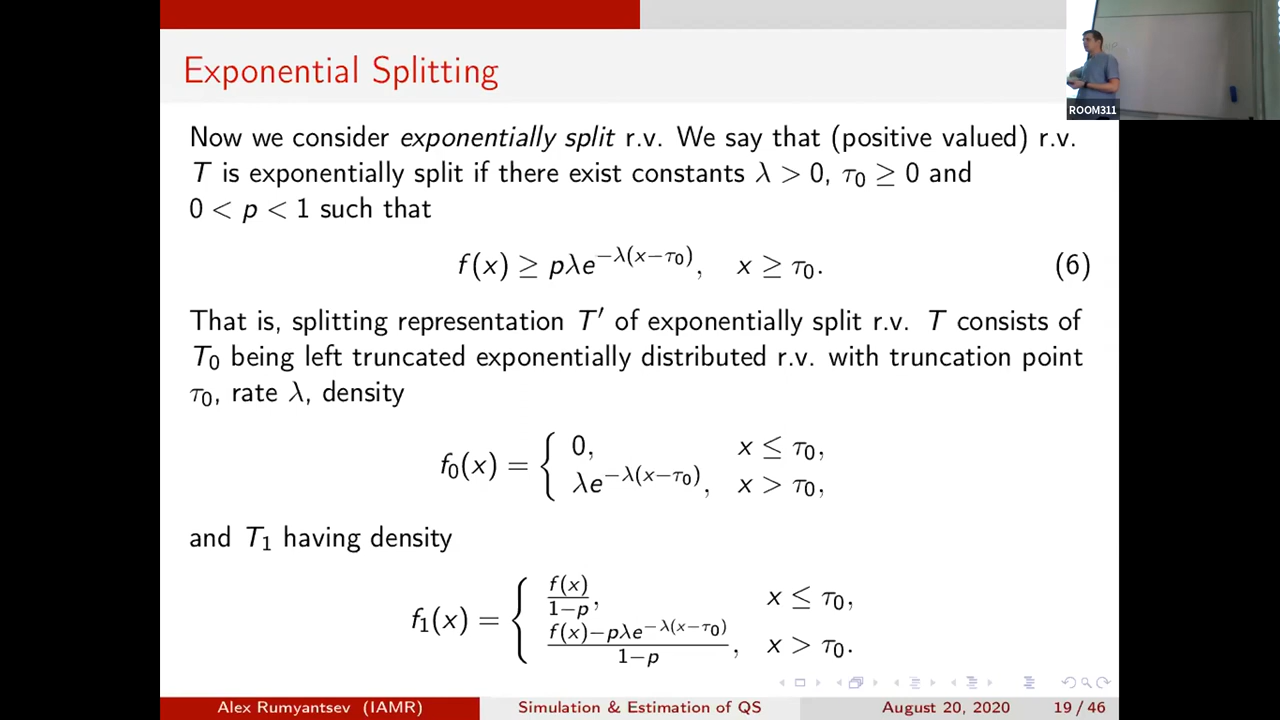 Exponential Splitting
ROOM311
Now we consider exponentially split r.v. We say that (positive valued) r.v.
T is exponentially split if there exist constants λ > 0, τ₀ ≥ 0 and
0 < p < 1 such that
f(x) ≥ pλe^{−λ(x−τ₀)}, x ≥ τ₀. (6)
That is, splitting representation T′ of exponentially split r.v. T consists of
T₀ being left truncated exponentially distributed r.v. with truncation point
τ₀, rate λ, density
f₀(x) = { 0, x ≤ τ₀,
λe^{−λ(x−τ₀)}, x > τ₀,
and T₁ having density
f₁(x) = { f(x)/(1−p), x ≤ τ₀,
(f(x)−pλe^{−λ(x−τ₀)})/(1−p), x > τ₀.
Alex Rumyantsev (IAMR) Simulation & Estimation of QS August 20, 2020 19 / 46